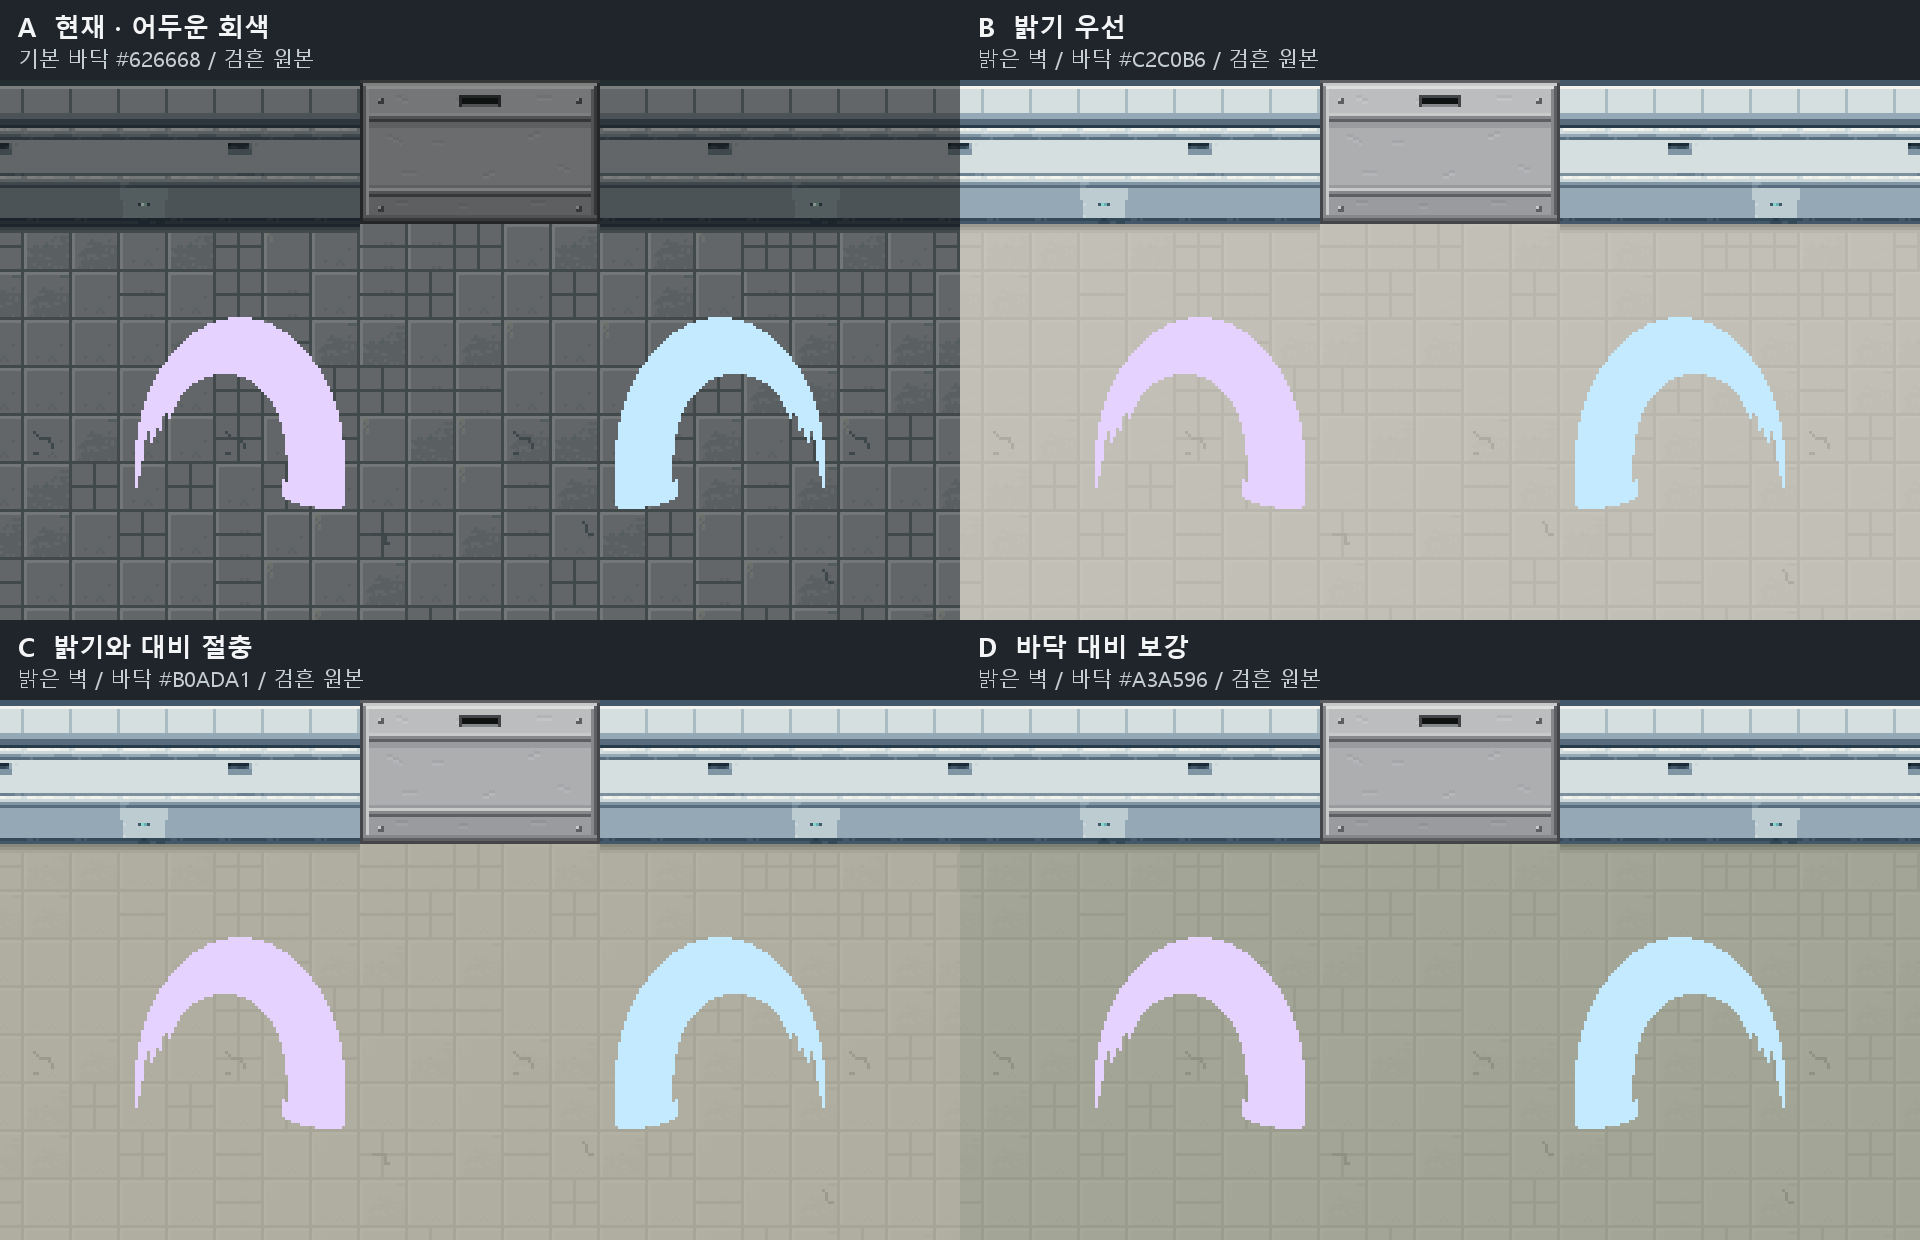 A 현재 · 어두운 회색
기본 바닥 #626668 / 검흔 원본
B 밝기 우선
밝은 벽 / 바닥 #C2C0B6 / 검흔 원본
C 밝기와 대비 절충
밝은 벽 / 바닥 #B0ADA1 / 검흔 원본
D 바닥 대비 보강
밝은 벽 / 바닥 #A3A596 / 검흔 원본